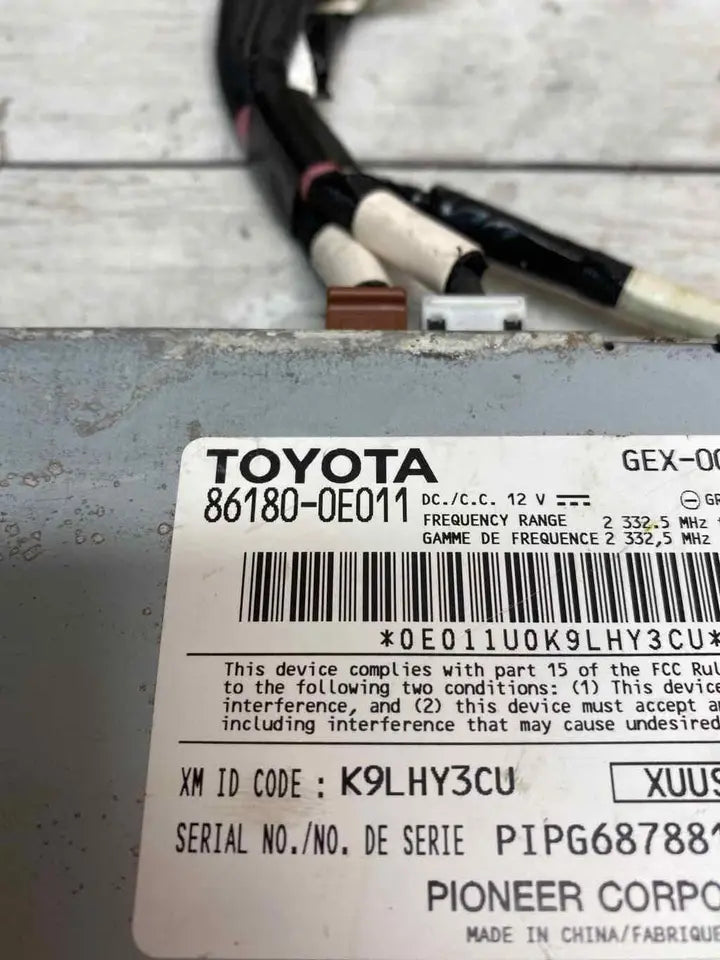 TOYOTA GEX-00
86180-0E011 DC./C.C. 12 V GR
FREQUENCY RANGE 2 332.5 MHz
GAMME DE FREQUENCE 2 332,5 MHz
*0E011U0K9LHY3CU*
This device complies with part 15 of the FCC Rul
to the following two conditions: (1) This device
interference, and (2) this device must accept a
including interference that may cause undesired
XM ID CODE : K9LHY3CU XUUS
SERIAL NO./NO. DE SERIE PIPG687881
PIONEER CORPO
MADE IN CHINA/FABRIQUE